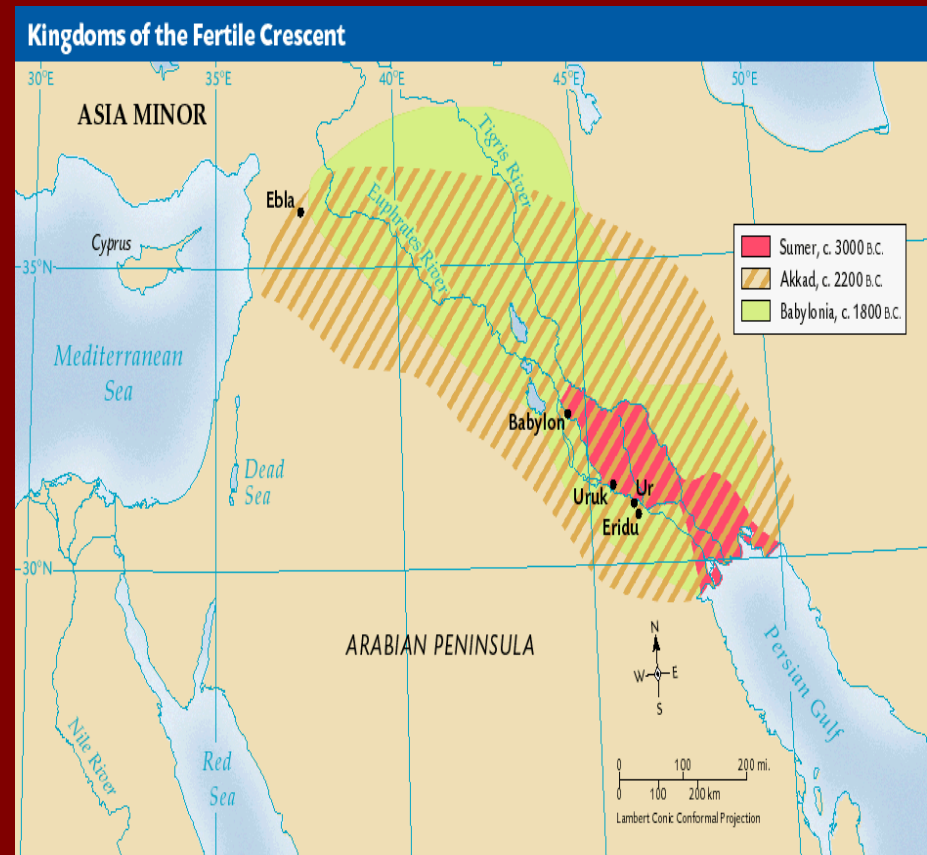 Kingdoms of the Fertile Crescent
30°E
35°E
40°E
45°E
50°E
ASIA MINOR
Tigris River
Ebla
Euphrates River
Cyprus
Sumer, c. 3000 B.C.
Akkad, c. 2200 B.C.
Babylonia, c. 1800 B.C.
35°N
Mediterranean
Sea
Babylon
Dead
Sea
Uruk
Ur
Eridu
30°N
ARABIAN PENINSULA
N
W
E
S
Persian Gulf
Nile River
Red
Sea
0 100 200 mi.
0 100 200 km
Lambert Conic Conformal Projection